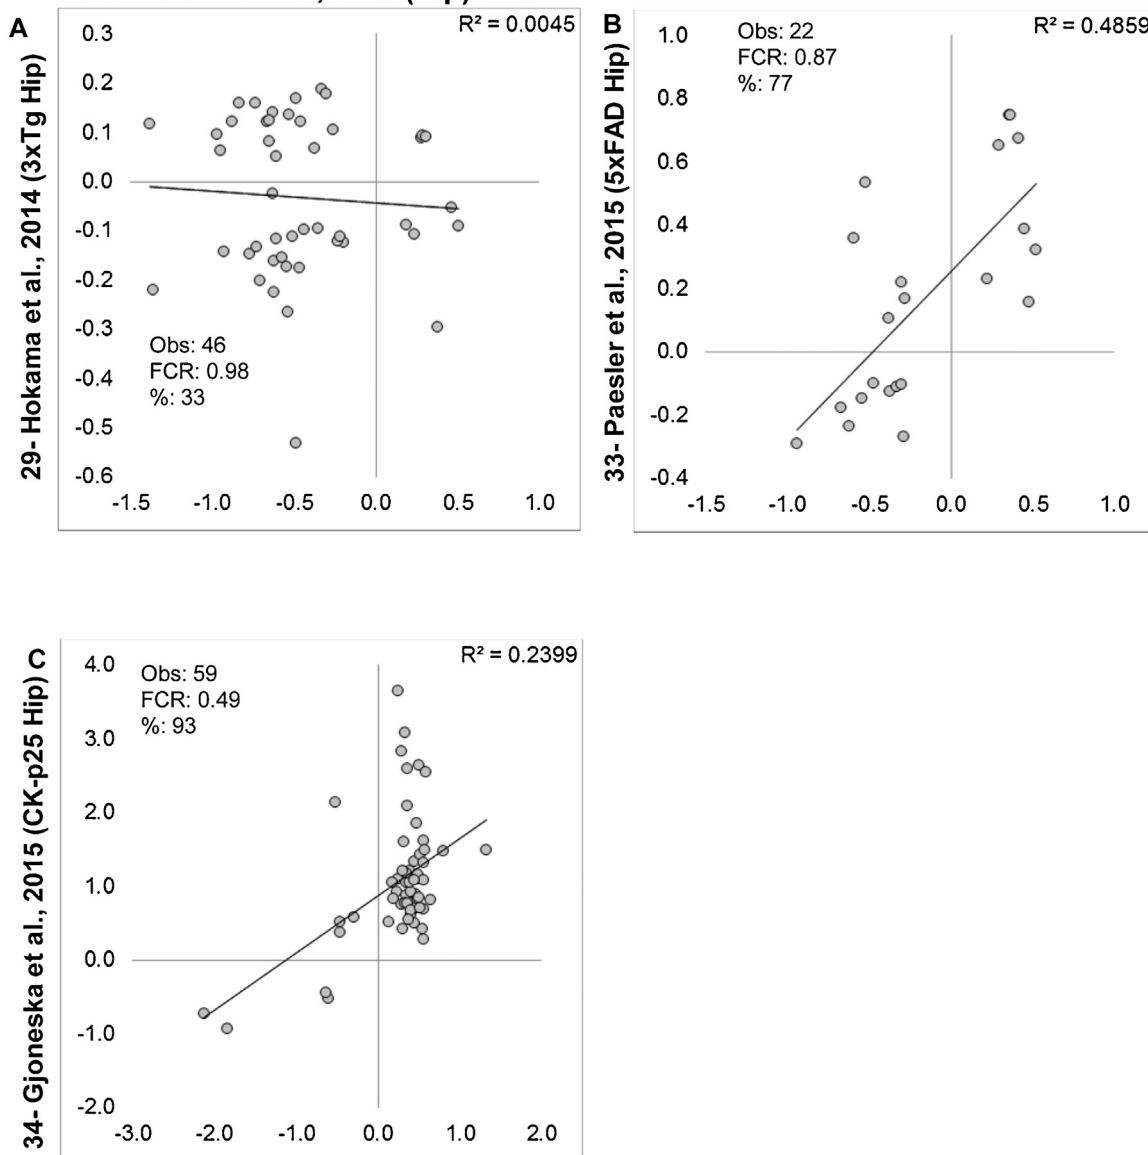 A
R² = 0.0045
29- Hokama et al., 2014 (3xTg Hip)
0.3
0.2
0.1
0.0
-0.1
-0.2
-0.3
-0.4
-0.5
-0.6
Obs: 46
FCR: 0.98
%: 33
-1.5 -1.0 -0.5 0.0 0.5 1.0
B
R² = 0.4859
33- Paesler et al., 2015 (5xFAD Hip)
Obs: 22
FCR: 0.87
%: 77
1.0
0.8
0.6
0.4
0.2
0.0
-0.2
-0.4
-1.5 -1.0 -0.5 0.0 0.5 1.0
C
R² = 0.2399
34- Gjoneska et al., 2015 (CK-p25 Hip)
Obs: 59
FCR: 0.49
%: 93
4.0
3.0
2.0
1.0
0.0
-1.0
-2.0
-3.0 -2.0 -1.0 0.0 1.0 2.0